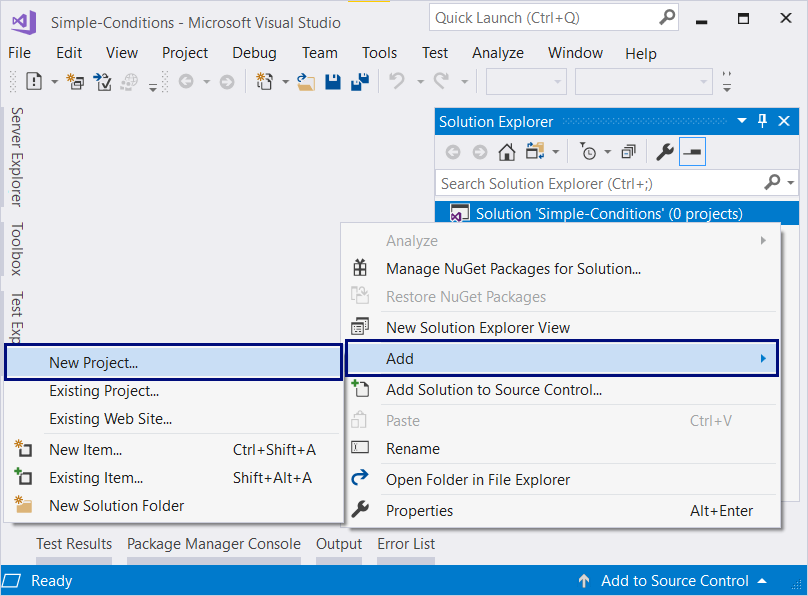 Simple-Conditions - Microsoft Visual Studio
Quick Launch (Ctrl+Q)
File Edit View Project Debug Team Tools Test Analyze Window Help
Server Explorer
Toolbox
Test Exp
Solution Explorer
Search Solution Explorer (Ctrl+;)
Solution 'Simple-Conditions' (0 projects)
Analyze
Manage NuGet Packages for Solution...
Restore NuGet Packages
New Solution Explorer View
Add
Add Solution to Source Control...
Paste Ctrl+V
Rename
Open Folder in File Explorer
Properties Alt+Enter
New Project...
Existing Project...
Existing Web Site...
New Item... Ctrl+Shift+A
Existing Item... Shift+Alt+A
New Solution Folder
Test Results Package Manager Console Output Error List
Ready Add to Source Control